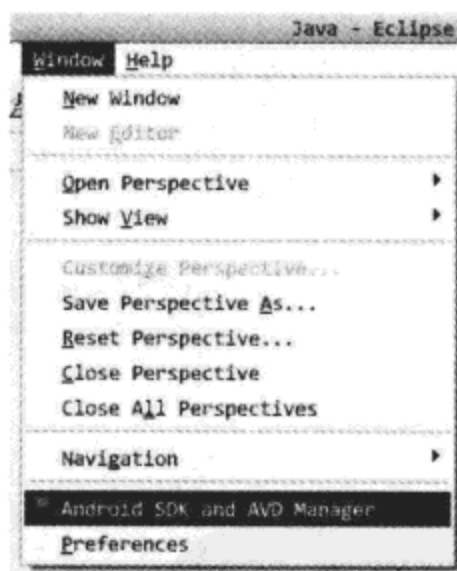 Java - Eclipse
Window Help
New Window
New Editor
Open Perspective
Show View
Customize Perspective...
Save Perspective As...
Reset Perspective...
Close Perspective
Close All Perspectives
Navigation
Android SDK and AVD Manager
Preferences